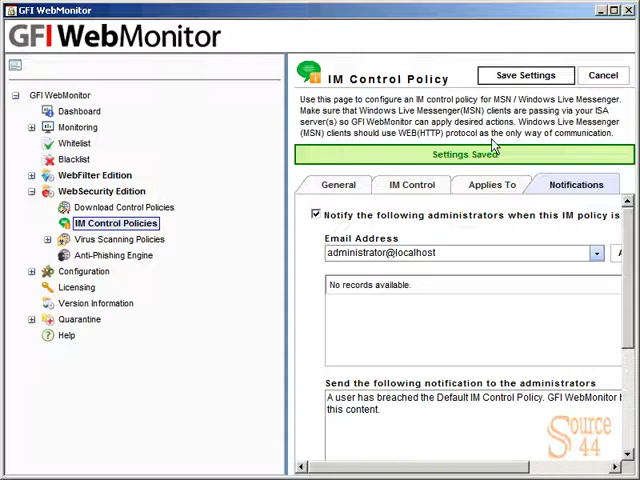 GFI WebMonitor
GFI WebMonitor
GFI WebMonitor
Dashboard
Monitoring
Whitelist
Blacklist
WebFilter Edition
WebSecurity Edition
Download Control Policies
IM Control Policies
Virus Scanning Policies
Anti-Phishing Engine
Configuration
Licensing
Version Information
Quarantine
Help
IM Control Policy
Save Settings
Cancel
Use this page to configure an IM control policy for MSN / Windows Live Messenger.
Make sure that Windows Live Messenger(MSN) clients are passing via your ISA
server(s) so GFI WebMonitor can apply desired actions. Windows Live Messenger
(MSN) clients should use WEB(HTTP) protocol as the only way of communication.
Settings Saved
General
IM Control
Applies To
Notifications
Notify the following administrators when this IM policy is
Email Address
administrator@localhost
A
No records available.
Send the following notification to the administrators
A user has breached the Default IM Control Policy. GFI WebMonitor b
this content.
Source
44